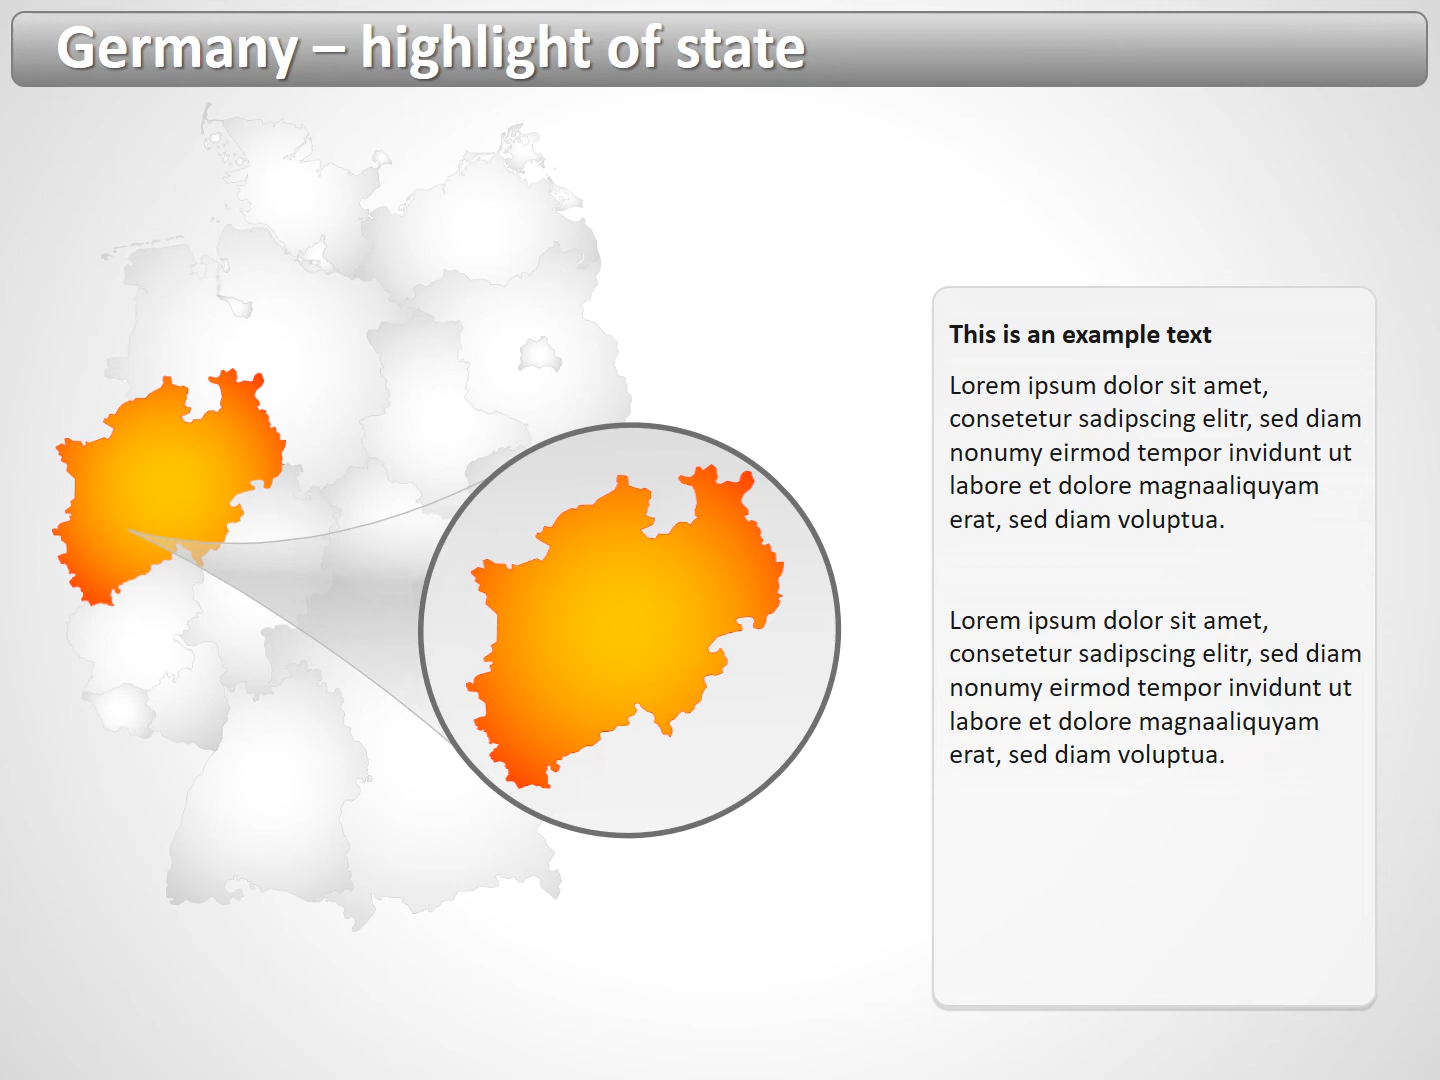 Germany – highlight of state
This is an example text
Lorem ipsum dolor sit amet,
consetetur sadipscing elitr, sed diam
nonumy eirmod tempor invidunt ut
labore et dolore magnaaliquyam
erat, sed diam voluptua.
Lorem ipsum dolor sit amet,
consetetur sadipscing elitr, sed diam
nonumy eirmod tempor invidunt ut
labore et dolore magnaaliquyam
erat, sed diam voluptua.